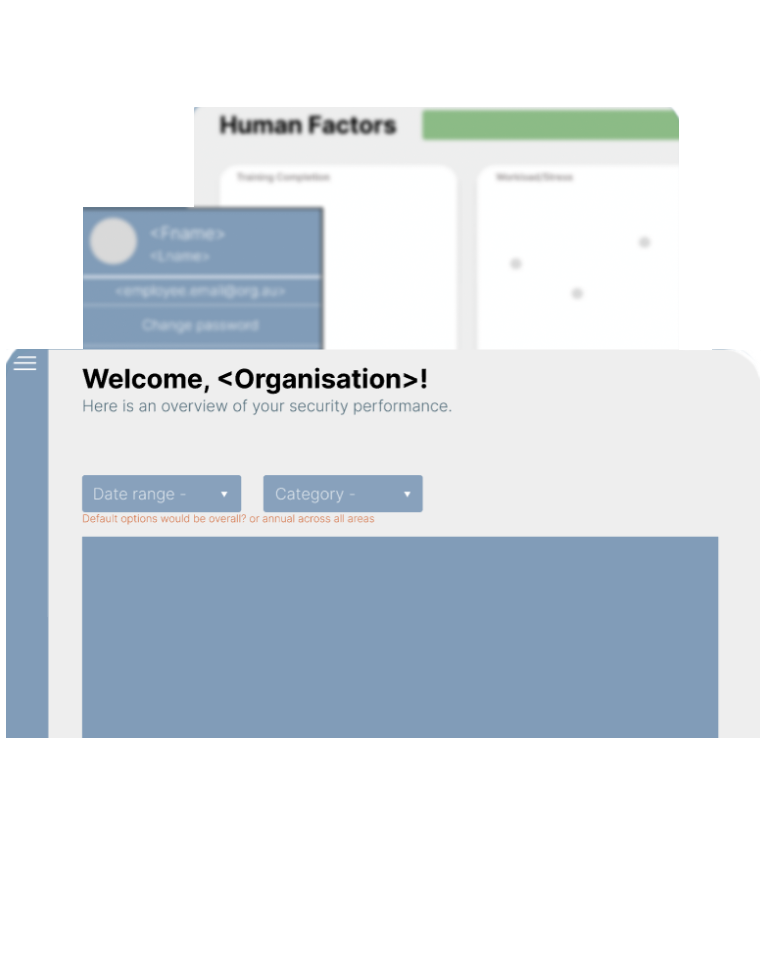 Human Factors
Training Completion
Workload/Stress
<Fname>
<Lname>
<employee.email@org.au>
Change password
Welcome, <Organisation>!
Here is an overview of your security performance.
Date range -
Category -
Default options would be overall? or annual across all areas